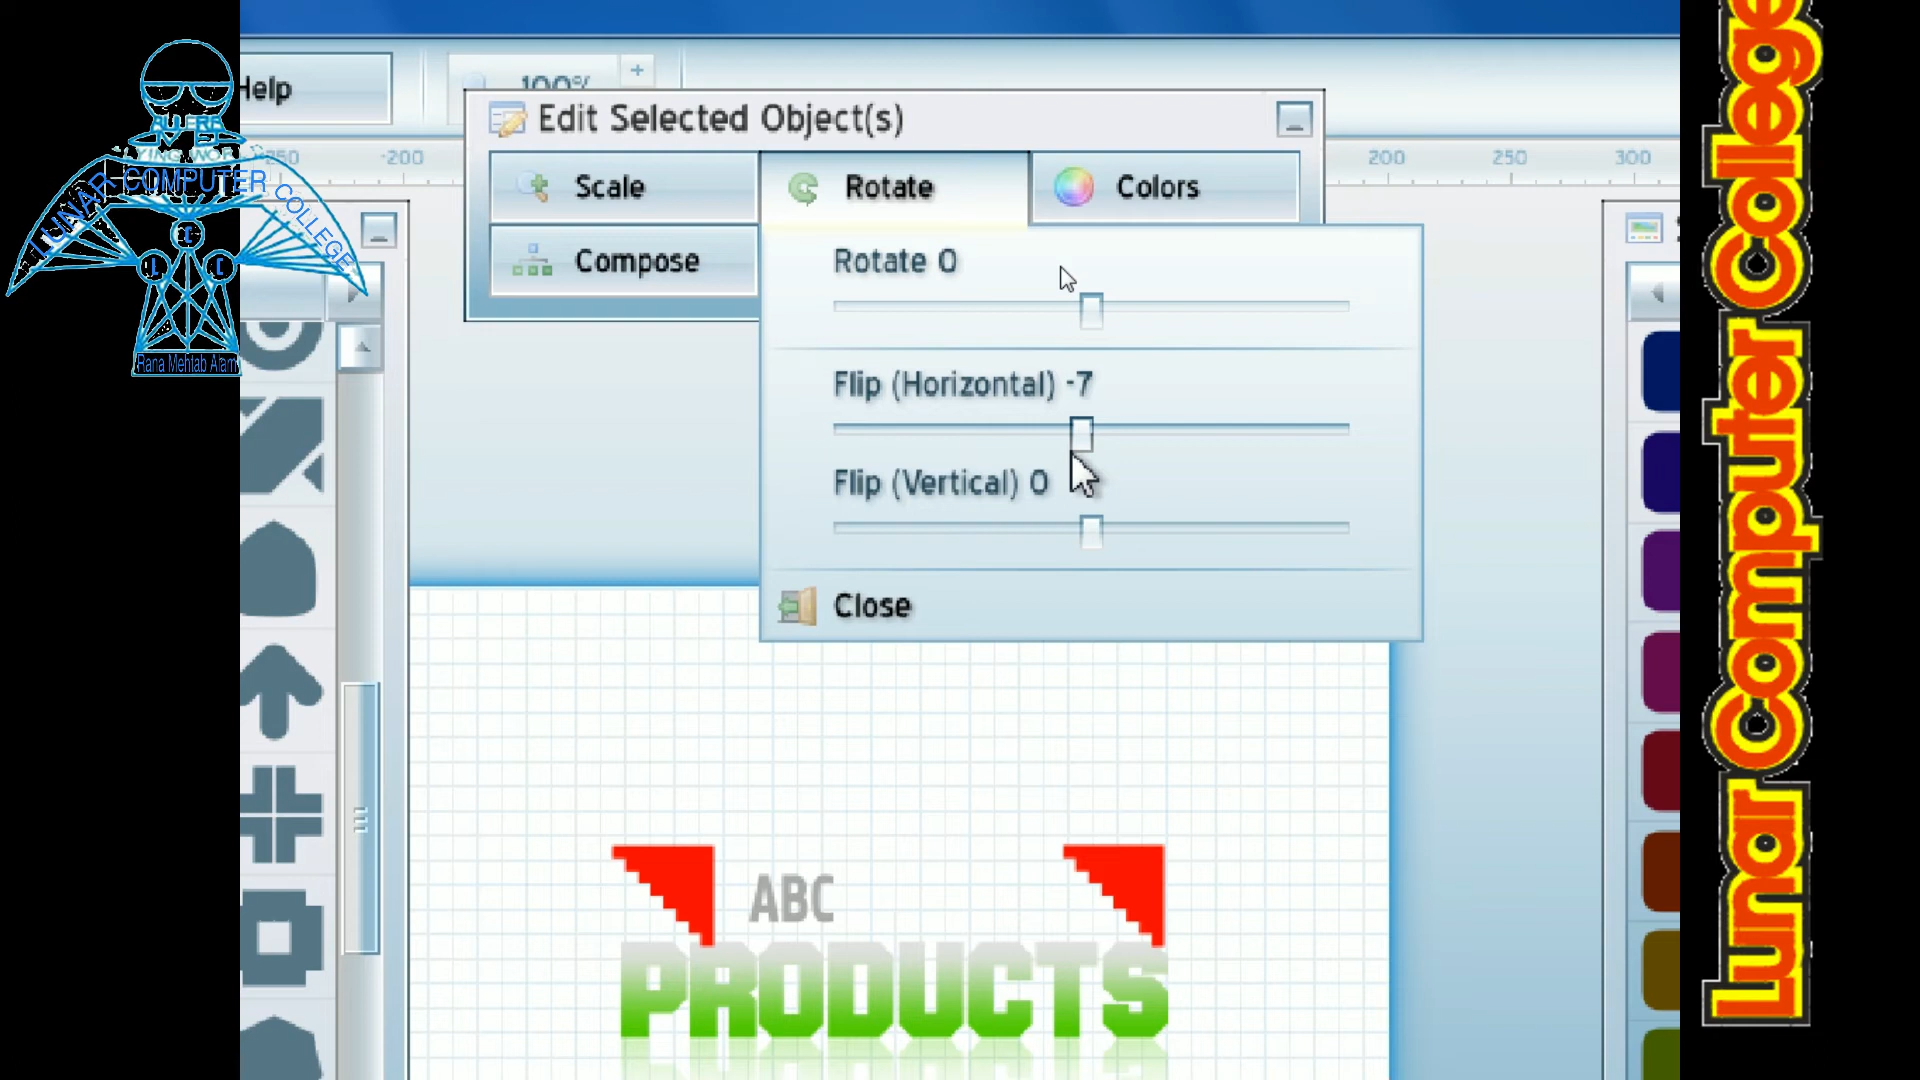 Help
100%
+
Edit Selected Object(s)
-250
-200
200
250
300
Scale
Rotate
Colors
Compose
Rotate 0
Flip (Horizontal) -7
Flip (Vertical) 0
Close
ABC
PRODUCTS
LUNAR COMPUTER COLLEGE
L
C
Rana Mehtab Alam
Lunar Computer College